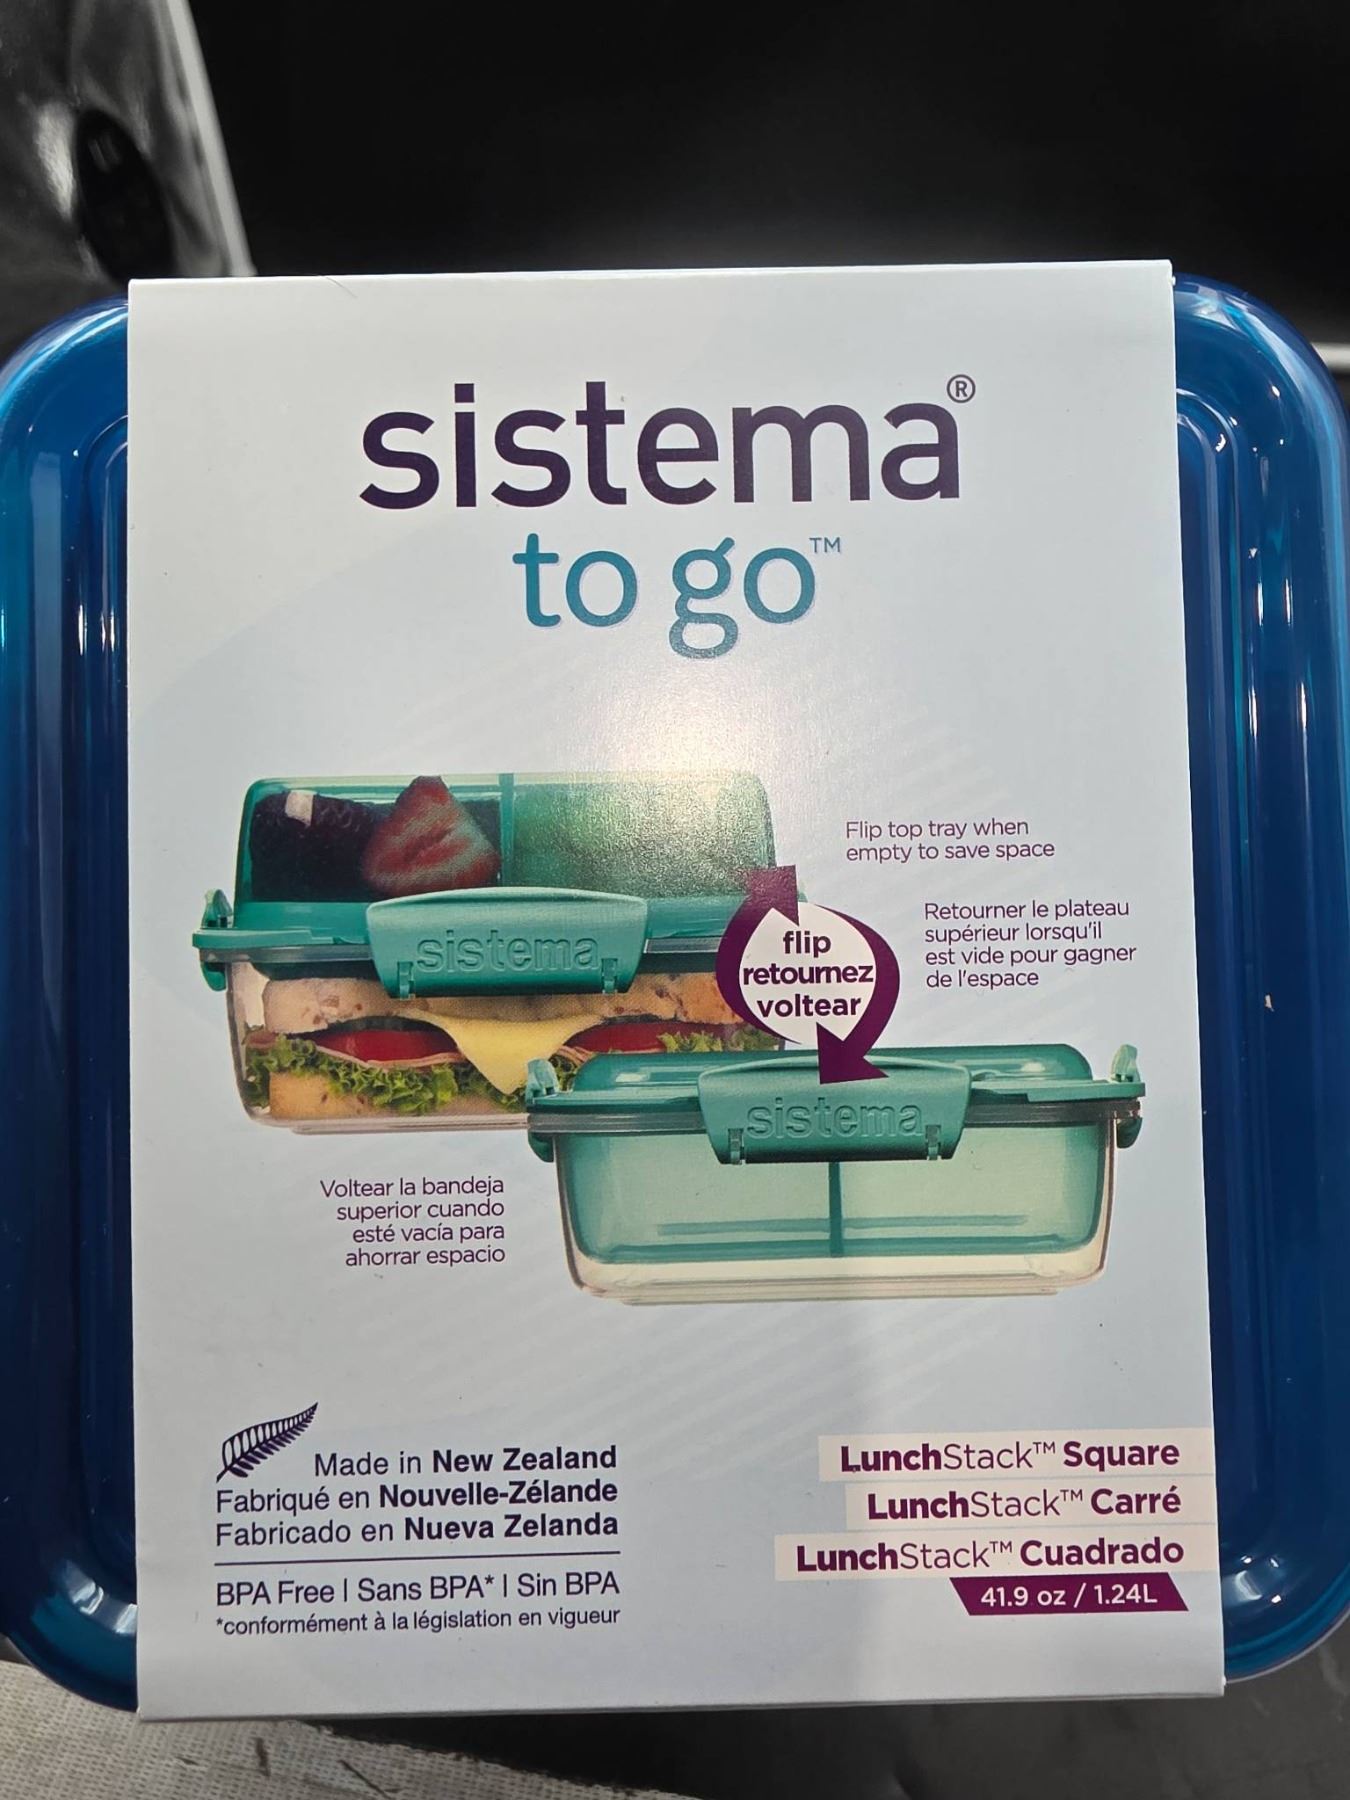 sistema®
to go™
Flip top tray when
empty to save space
Retourner le plateau
supérieur lorsqu'il
est vide pour gagner
de l'espace
flip
retournez
voltear
sistema
sistema
Voltear la bandeja
superior cuando
esté vacía para
ahorrar espacio
Made in New Zealand
Fabriqué en Nouvelle-Zélande
Fabricado en Nueva Zelanda
BPA Free | Sans BPA* | Sin BPA
*conformément à la législation en vigueur
LunchStack™ Square
LunchStack™ Carré
LunchStack™ Cuadrado
41.9 oz / 1.24L